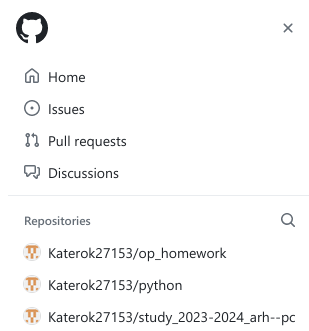 Home
Issues
Pull requests
Discussions
Repositories
Katerok27153/op_homework
Katerok27153/python
Katerok27153/study_2023-2024_arh--pc